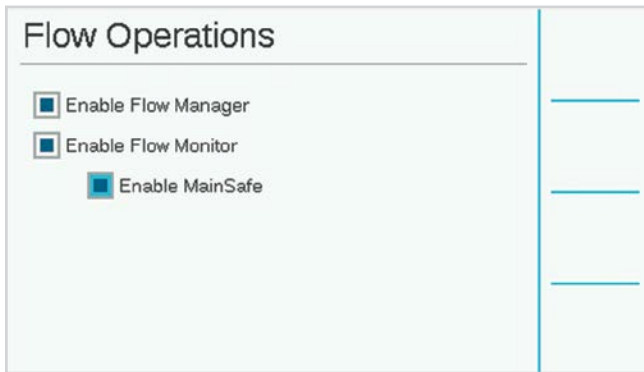 Flow Operations
Enable Flow Manager
Enable Flow Monitor
Enable MainSafe